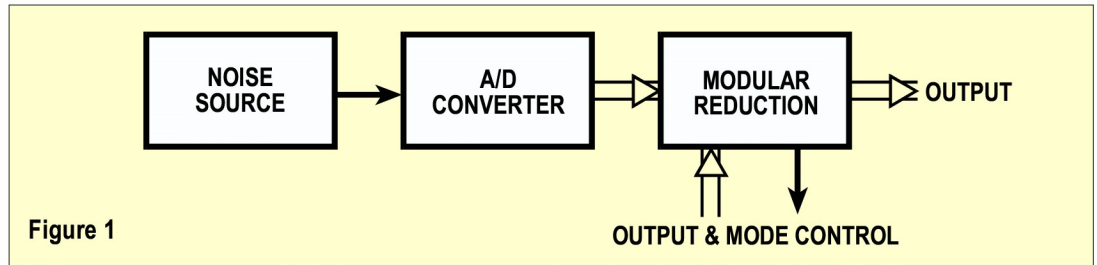 NOISE
SOURCE
A/D
CONVERTER
MODULAR
REDUCTION
OUTPUT
OUTPUT & MODE CONTROL
Figure 1